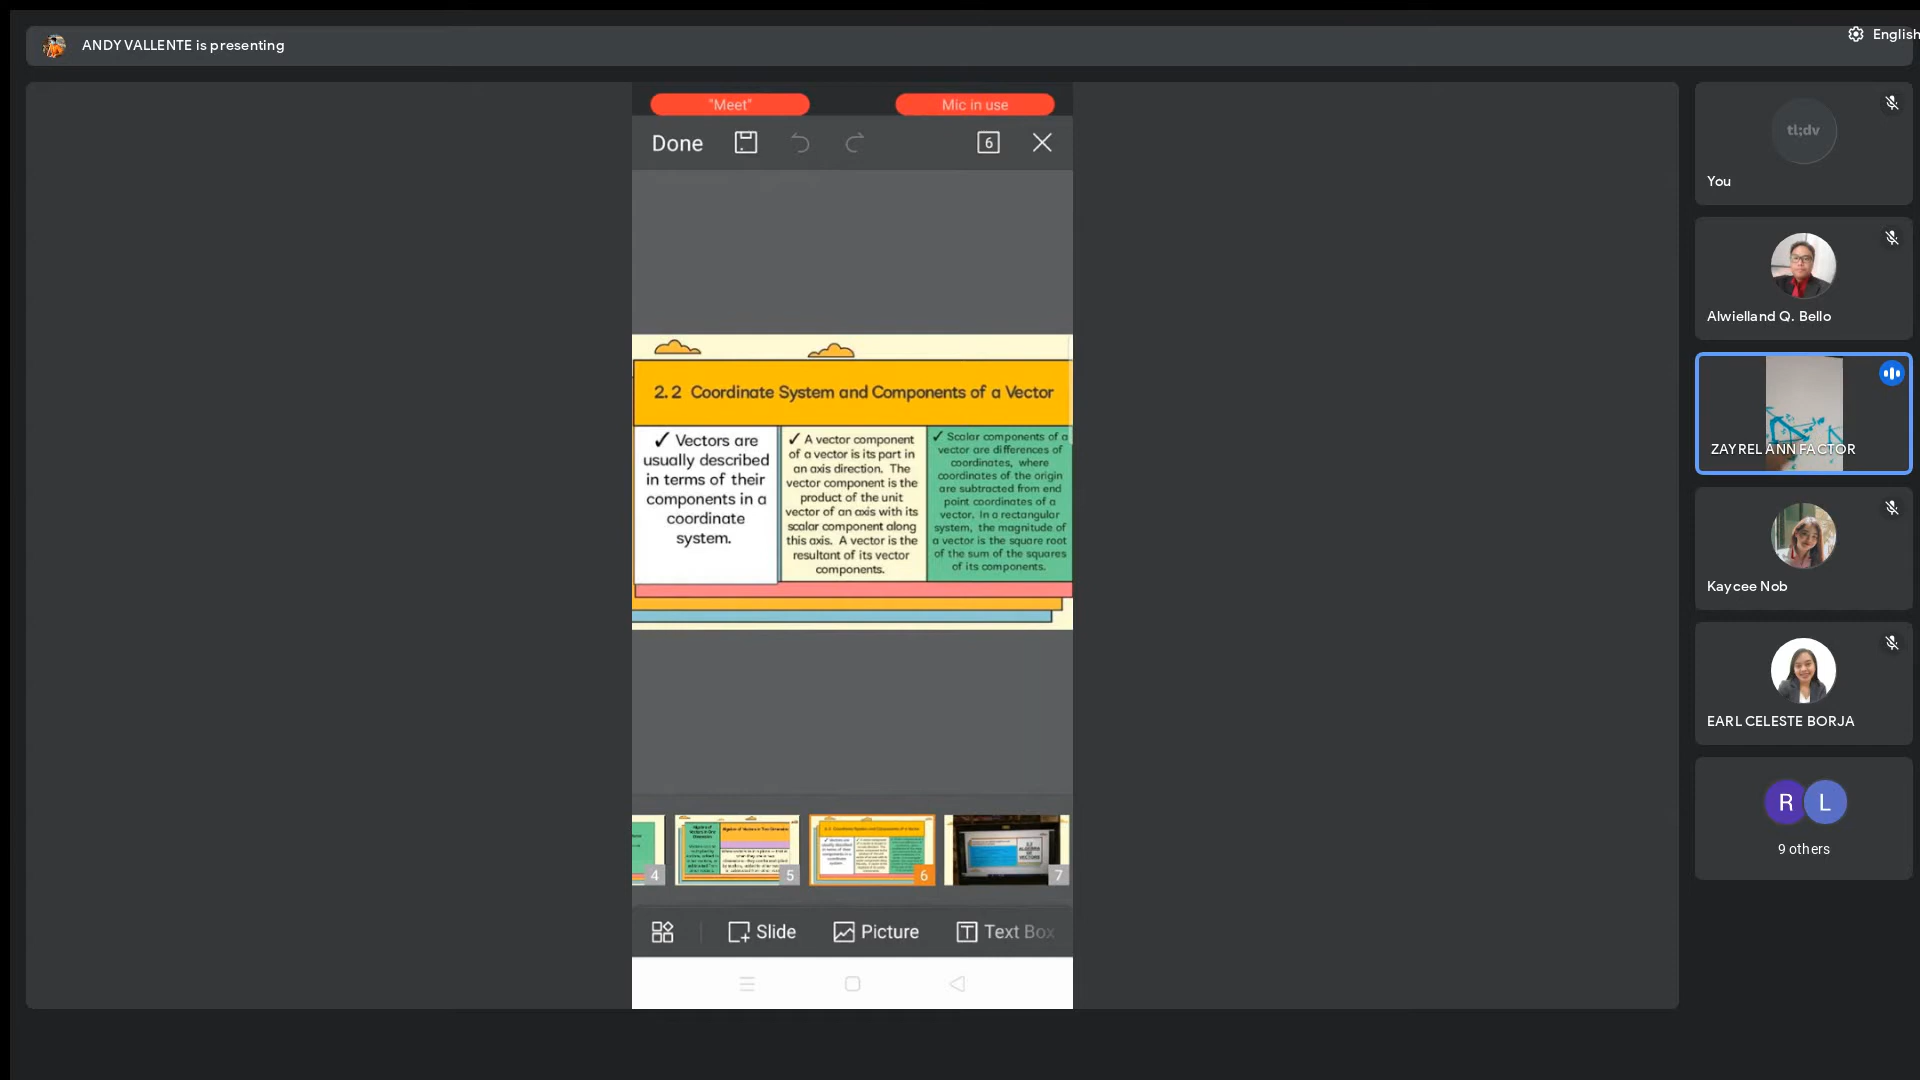 ANDY VALLENTE is presenting
English
"Meet"
Mic in use
Done
6
2.2 Coordinate System and Components of a Vector
✓ Vectors are
usually described
in terms of their
components in a
coordinate
system.
✓ A vector component
of a vector is its part in
an axis direction. The
vector component is the
product of the unit
vector of an axis with its
scalar component along
this axis. A vector is the
resultant of its vector
components.
✓ Scalar components of a
vector are differences of
coordinates, where
coordinates of the origin
are subtracted from end
point coordinates of a
vector. In a rectangular
system, the magnitude of
a vector is the square root
of the sum of the squares
of its components.
4
5
6
7
Slide
Picture
Text Box
tl;dv
You
Alwielland Q. Bello
ZAYREL ANN FACTOR
Kaycee Nob
EARL CELESTE BORJA
R
L
9 others